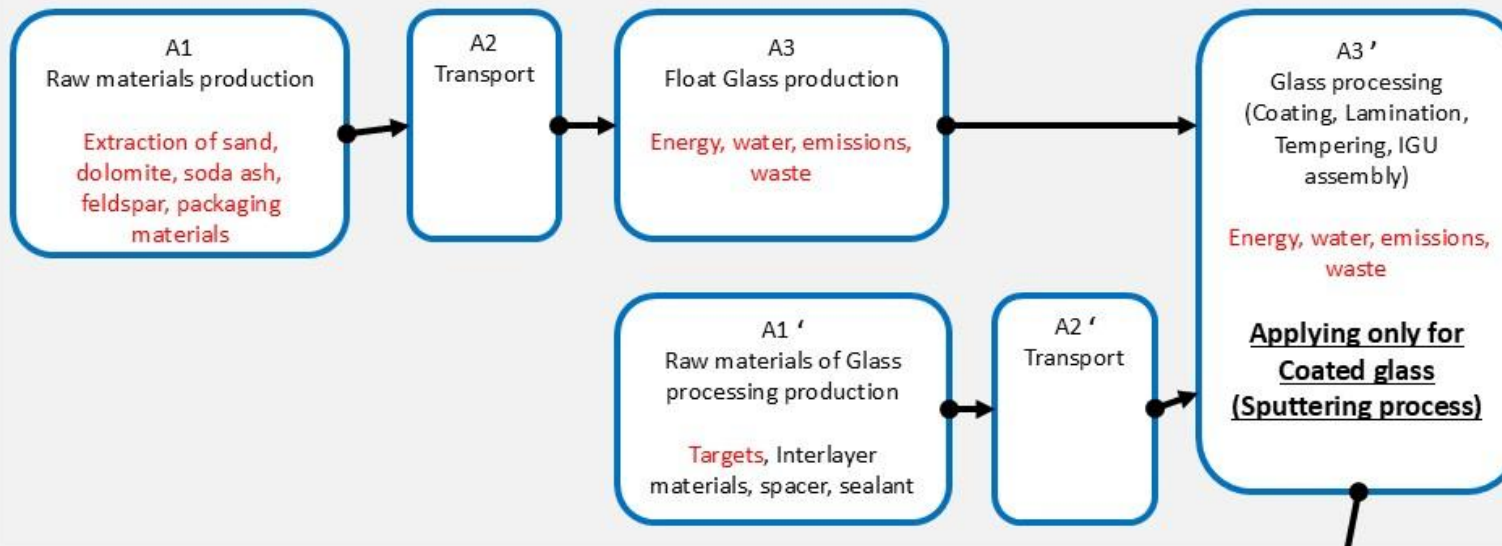 A1
Raw materials production
Extraction of sand,
dolomite, soda ash,
feldspar, packaging
materials
A2
Transport
A3
Float Glass production
Energy, water, emissions,
waste
A3 ’
Glass processing
(Coating, Lamination,
Tempering, IGU
assembly)
Energy, water, emissions,
waste
Applying only for
Coated glass
(Sputtering process)
A1 ‘
Raw materials of Glass
processing production
Targets, Interlayer
materials, spacer, sealant
A2 ‘
Transport